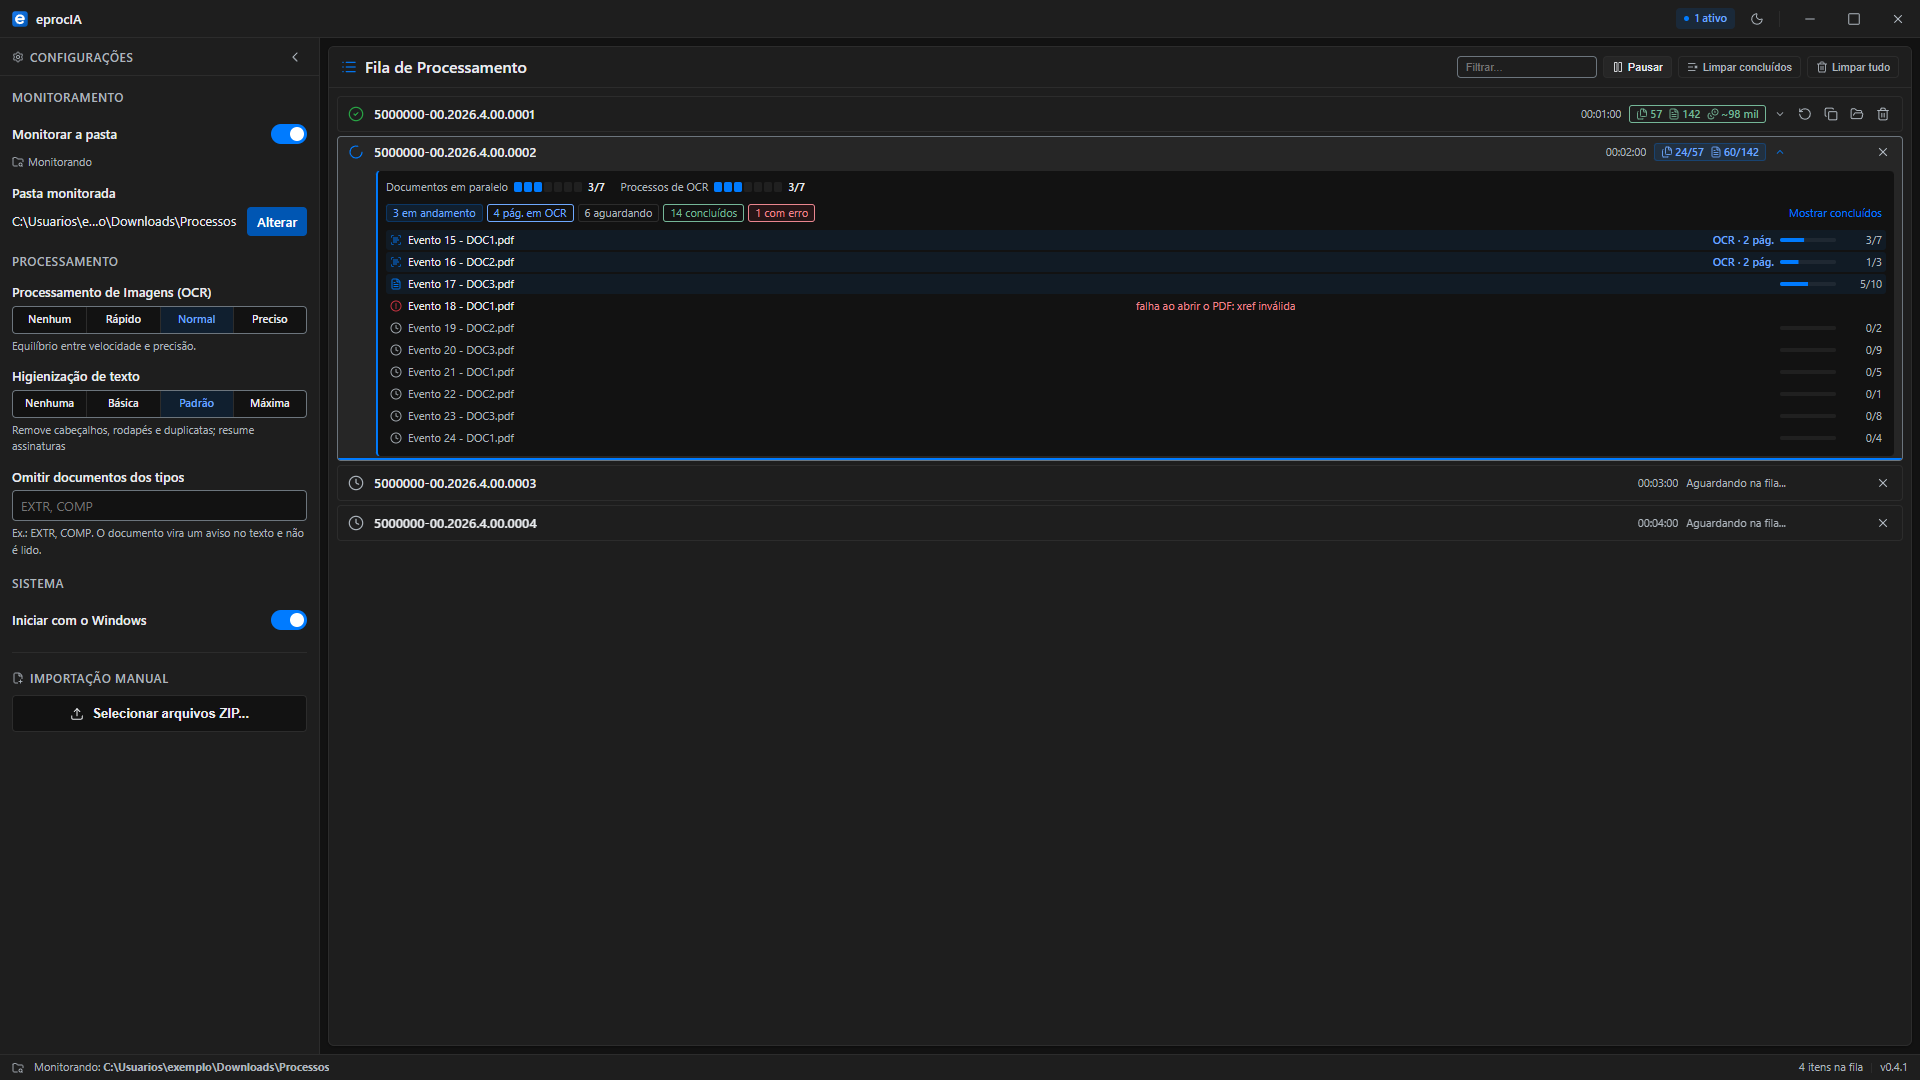 eprocIA
1 ativo
CONFIGURAÇÕES
MONITORAMENTO
Monitorar a pasta
Monitorando
Pasta monitorada
C:\Usuarios\e...o\Downloads\Processos
Alterar
PROCESSAMENTO
Processamento de Imagens (OCR)
Nenhum Rápido Normal Preciso
Equilíbrio entre velocidade e precisão.
Higienização de texto
Nenhuma Básica Padrão Máxima
Remove cabeçalhos, rodapés e duplicatas; resume
assinaturas
Omitir documentos dos tipos
EXTR, COMP
Ex.: EXTR, COMP. O documento vira um aviso no texto e não
é lido.
SISTEMA
Iniciar com o Windows
IMPORTAÇÃO MANUAL
Selecionar arquivos ZIP...
Fila de Processamento
Filtrar... Pausar Limpar concluídos Limpar tudo
5000000-00.2026.4.00.0001 00:01:00 57 142 ~98 mil
5000000-00.2026.4.00.0002 00:02:00 24/57 60/142
Documentos em paralelo 3/7 Processos de OCR 3/7
3 em andamento 4 pág. em OCR 6 aguardando 14 concluídos 1 com erro Mostrar concluídos
Evento 15 - DOC1.pdf OCR · 2 pág. 3/7
Evento 16 - DOC2.pdf OCR · 2 pág. 1/3
Evento 17 - DOC3.pdf 5/10
Evento 18 - DOC1.pdf falha ao abrir o PDF: xref inválida
Evento 19 - DOC2.pdf 0/2
Evento 20 - DOC3.pdf 0/9
Evento 21 - DOC1.pdf 0/5
Evento 22 - DOC2.pdf 0/1
Evento 23 - DOC3.pdf 0/8
Evento 24 - DOC1.pdf 0/4
5000000-00.2026.4.00.0003 00:03:00 Aguardando na fila...
5000000-00.2026.4.00.0004 00:04:00 Aguardando na fila...
Monitorando: C:\Usuarios\exemplo\Downloads\Processos
4 itens na fila v0.4.1